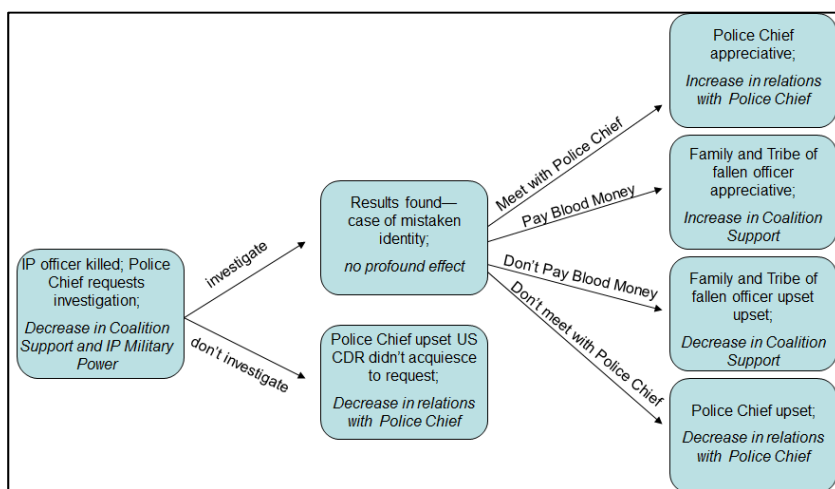 IP officer killed; Police
Chief requests
investigation;
Decrease in Coalition
Support and IP Military
Power
investigate
don't investigate
Results found—
case of mistaken
identity;
no profound effect
Police Chief upset US
CDR didn't acquiesce
to request;
Decrease in relations
with Police Chief
Meet with Police Chief
Pay Blood Money
Don't Pay Blood Money
Don't meet with Police Chief
Police Chief
appreciative;
Increase in relations
with Police Chief
Family and Tribe of
fallen officer
appreciative;
Increase in Coalition
Support
Family and Tribe of
fallen officer upset
upset;
Decrease in Coalition
Support
Police Chief upset;
Decrease in relations
with Police Chief